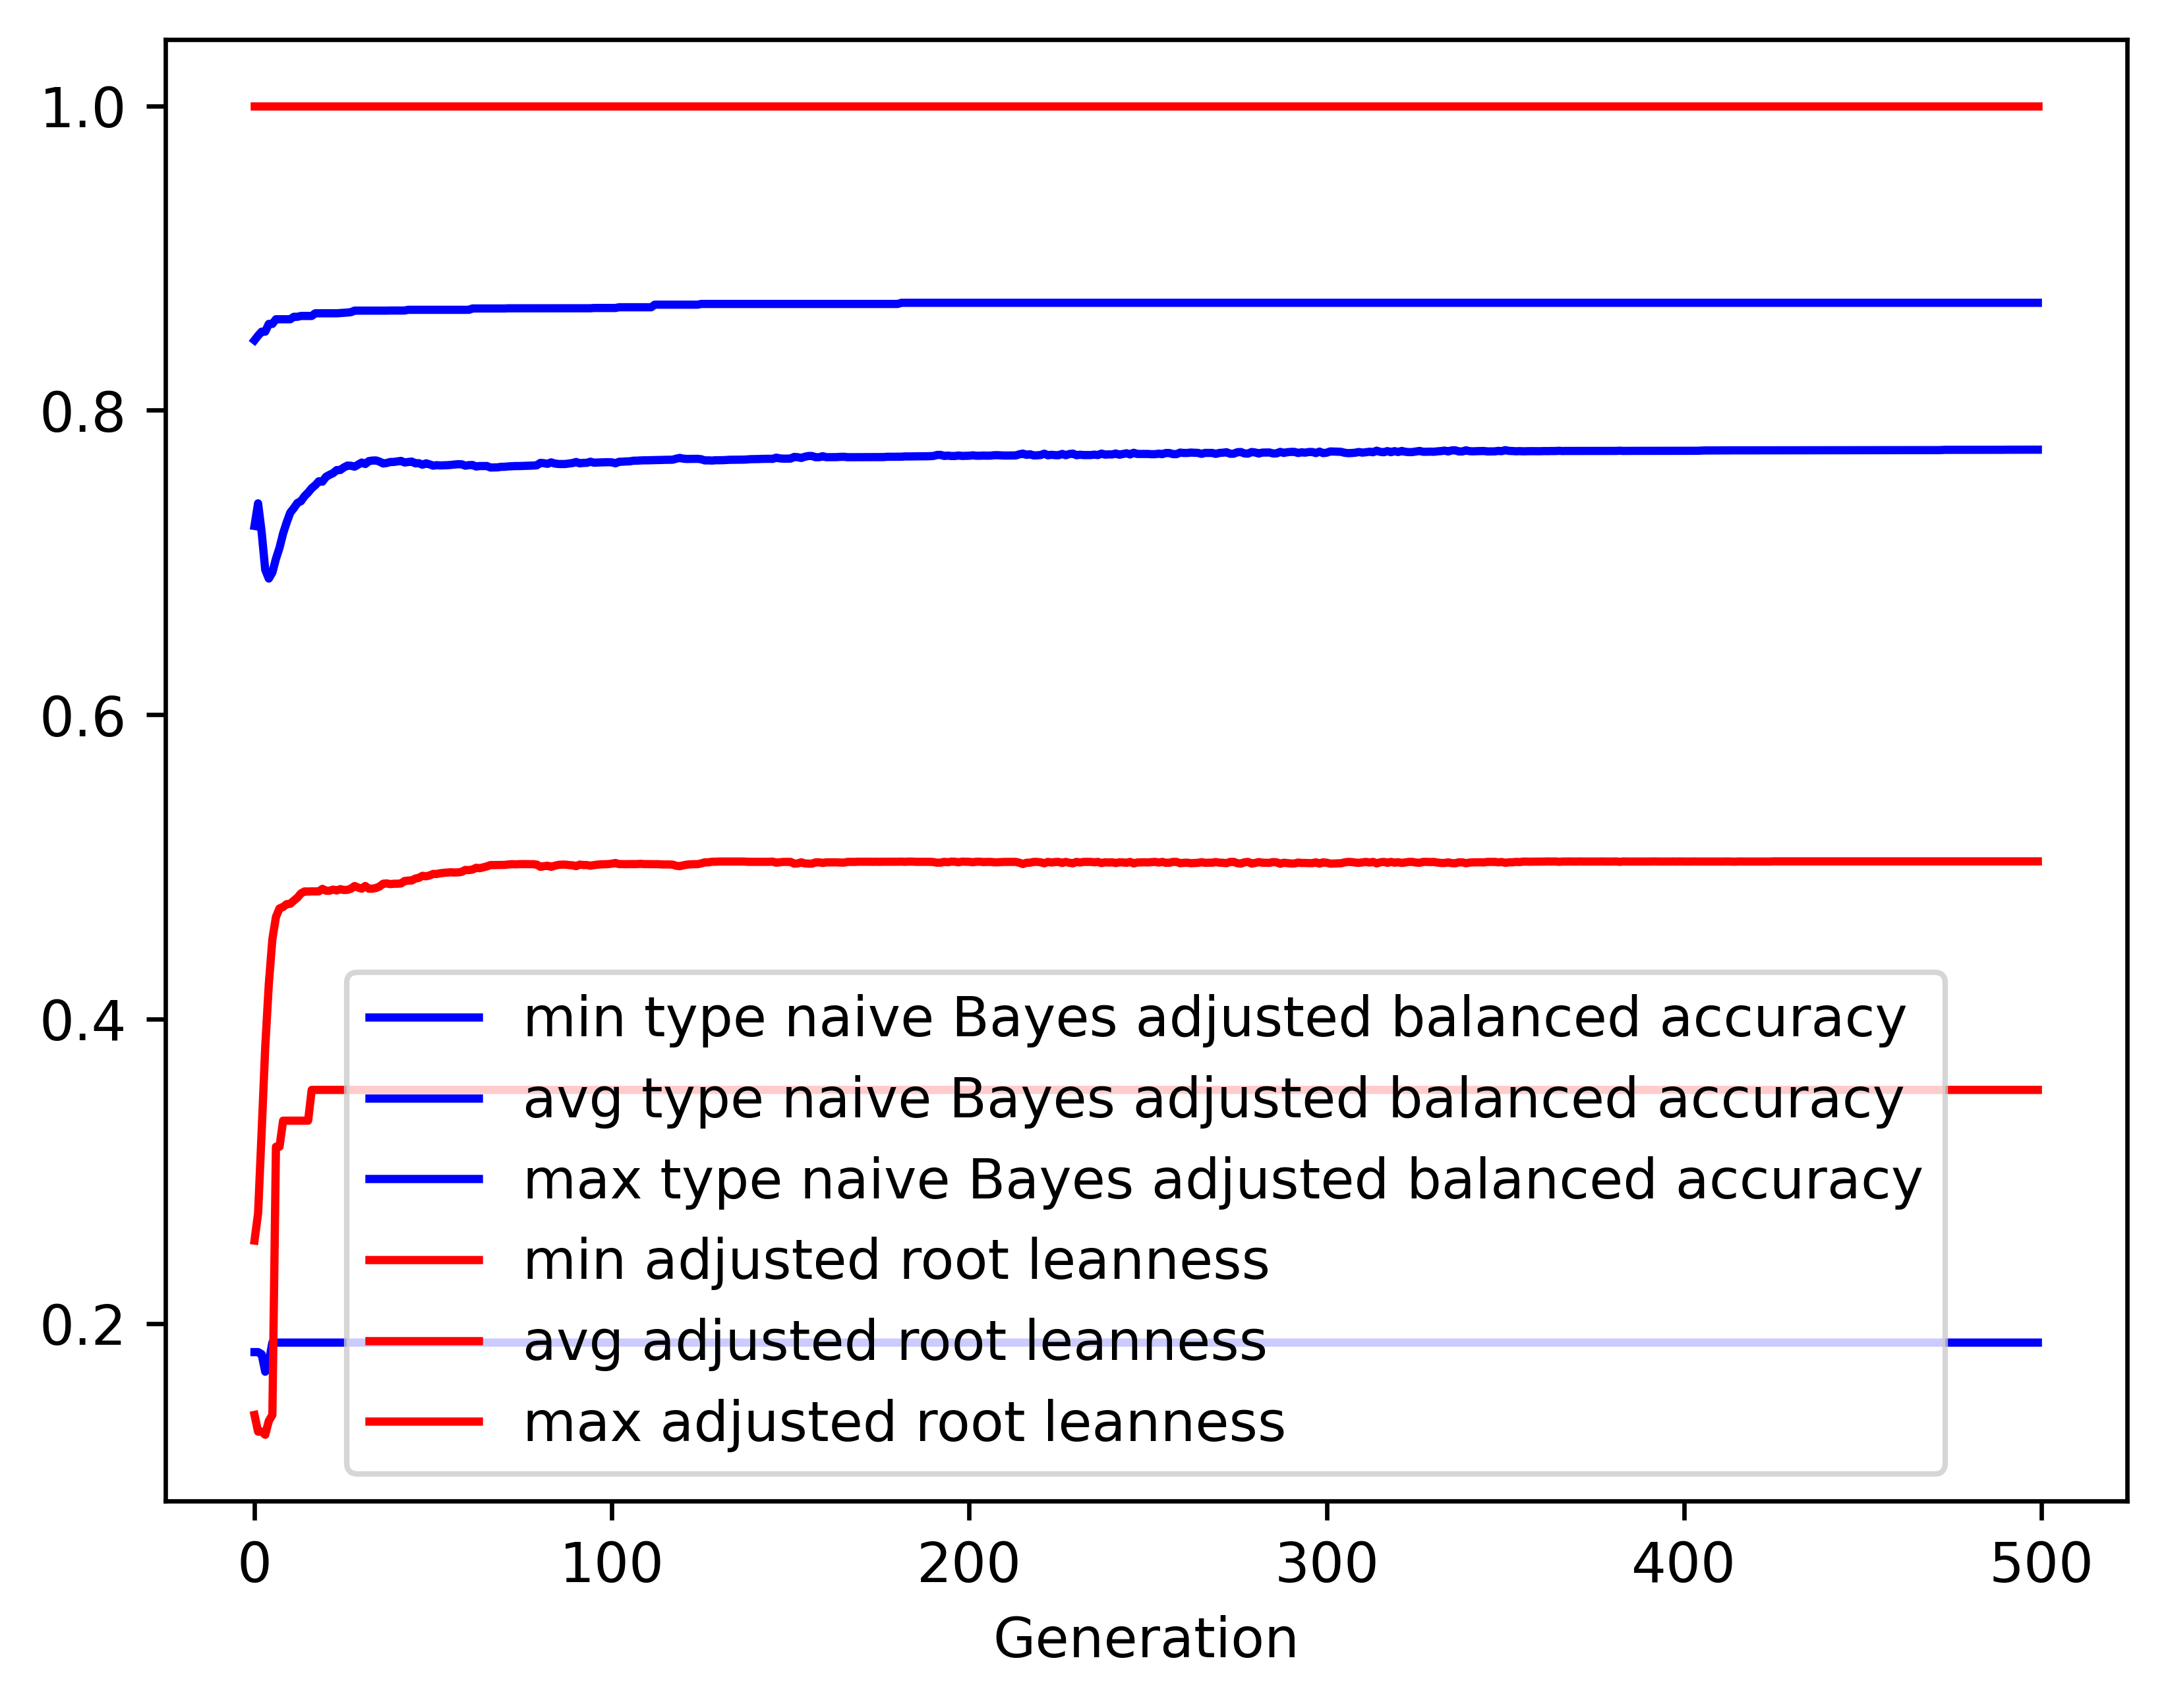 1.0
0.8
0.6
0.4
0.2
min type naive Bayes adjusted balanced accuracy
avg type naive Bayes adjusted balanced accuracy
max type naive Bayes adjusted balanced accuracy
min adjusted root leanness
avg adjusted root leanness
max adjusted root leanness
0 100 200 300 400 500
Generation